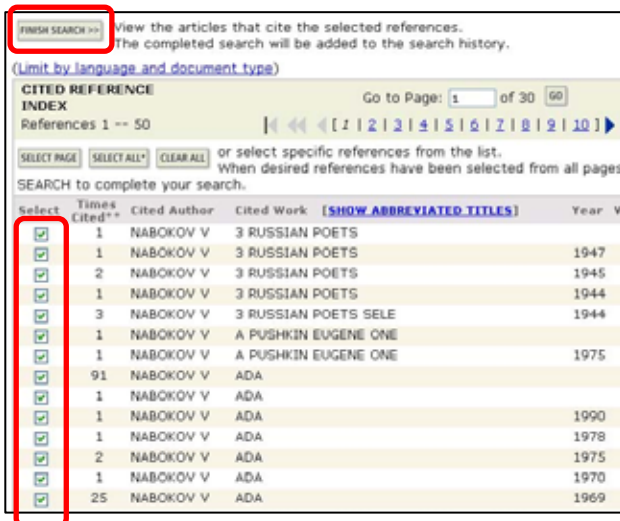 FINISH SEARCH >> View the articles that cite the selected references.
The completed search will be added to the search history.
(Limit by language and document type)
CITED REFERENCE INDEX
Go to Page: 1 of 30 GO
References 1 -- 50 [ 1 | 2 | 3 | 4 | 5 | 6 | 7 | 8 | 9 | 10 ]
SELECT PAGE SELECT ALL* CLEAR ALL or select specific references from the list.
When desired references have been selected from all pages
SEARCH to complete your search.
Select Times Cited** Cited Author Cited Work [SHOW ABBREVIATED TITLES] Year V
1 NABOKOV V 3 RUSSIAN POETS
1 NABOKOV V 3 RUSSIAN POETS 1947
2 NABOKOV V 3 RUSSIAN POETS 1945
1 NABOKOV V 3 RUSSIAN POETS 1944
3 NABOKOV V 3 RUSSIAN POETS SELE 1944
1 NABOKOV V A PUSHKIN EUGENE ONE
1 NABOKOV V A PUSHKIN EUGENE ONE 1975
91 NABOKOV V ADA
1 NABOKOV V ADA
1 NABOKOV V ADA 1990
1 NABOKOV V ADA 1978
2 NABOKOV V ADA 1975
1 NABOKOV V ADA 1970
25 NABOKOV V ADA 1969